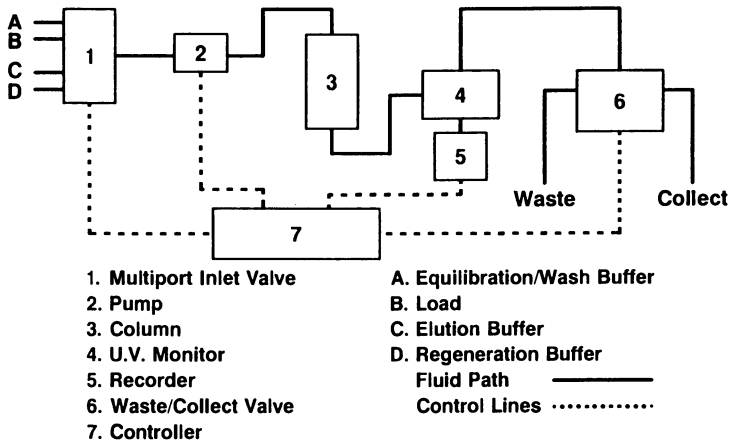 A
B
C
D
1
2
3
4
5
6
7
Waste
Collect
1. Multiport Inlet Valve
2. Pump
3. Column
4. U.V. Monitor
5. Recorder
6. Waste/Collect Valve
7. Controller
A. Equilibration/Wash Buffer
B. Load
C. Elution Buffer
D. Regeneration Buffer
Fluid Path
Control Lines